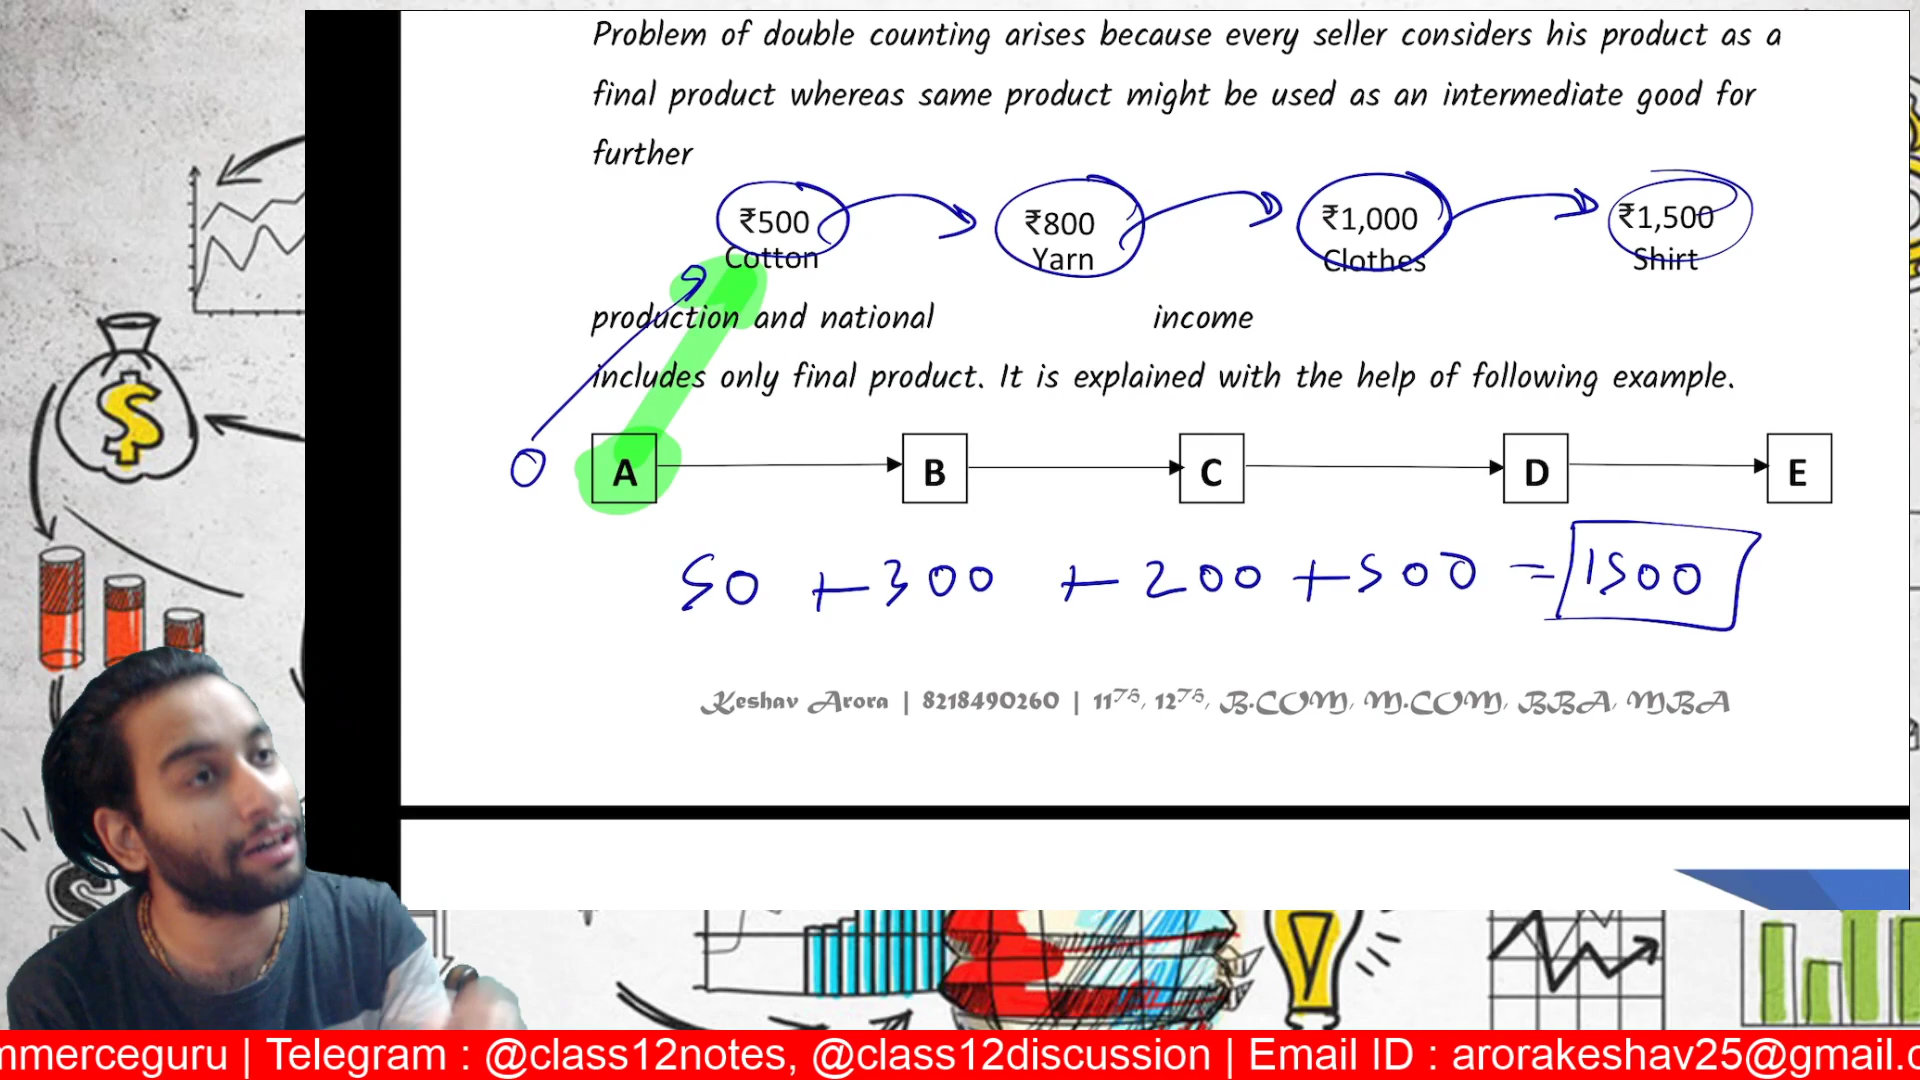 Problem of double counting arises because every seller considers his product as a
final product whereas same product might be used as an intermediate good for
further
₹500 ₹800 ₹1,000 ₹1,500
Cotton Yarn Clothes Shirt
production and national income
includes only final product. It is explained with the help of following example.
0 A B C D E
50 + 300 + 200 + 500 = 1500
Keshav Arora | 8218490260 | 11TH, 12TH, B.COM, M.COM, BBA, MBA
mmerceguru | Telegram : @class12notes, @class12discussion | Email ID : arorakeshav25@gmail.c